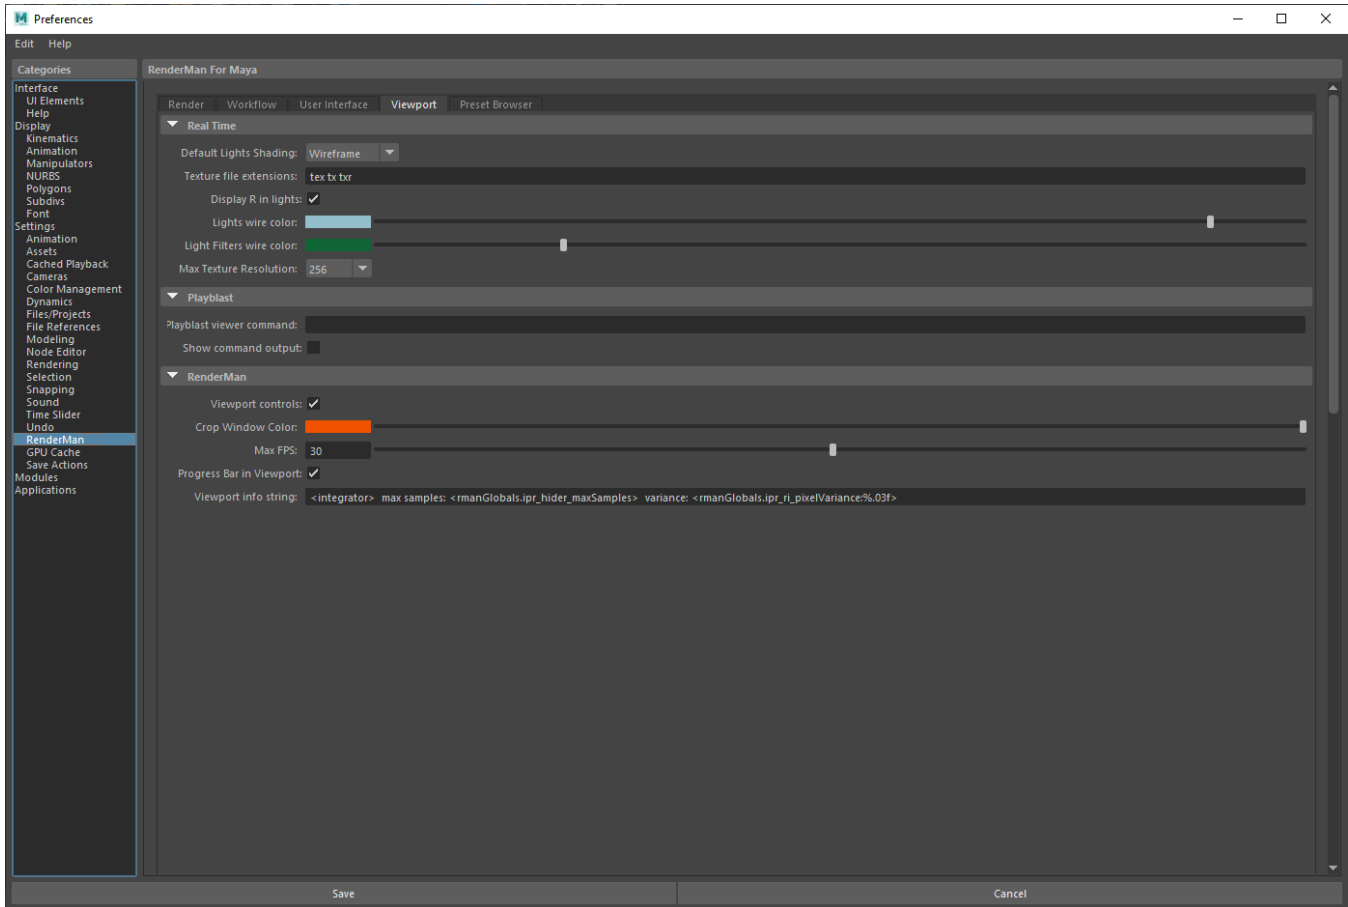 Preferences
Edit Help
Categories
Interface
UI Elements
Help
Display
Kinematics
Animation
Manipulators
NURBS
Polygons
Subdivs
Font
Settings
Animation
Assets
Cached Playback
Cameras
Color Management
Dynamics
Files/Projects
File References
Modeling
Node Editor
Rendering
Selection
Snapping
Sound
Time Slider
Undo
RenderMan
GPU Cache
Save Actions
Modules
Applications
RenderMan For Maya
Render Workflow User Interface Viewport Preset Browser
Real Time
Default Lights Shading: Wireframe
Texture file extensions: tex tx txr
Display R in lights:
Lights wire color:
Light Filters wire color:
Max Texture Resolution: 256
Playblast
Playblast viewer command:
Show command output:
RenderMan
Viewport controls:
Crop Window Color:
Max FPS: 30
Progress Bar in Viewport:
Viewport info string: <integrator> max samples: <rmanGlobals.ipr_hider_maxSamples> variance: <rmanGlobals.ipr_ri_pixelVariance:%.03f>
Save Cancel